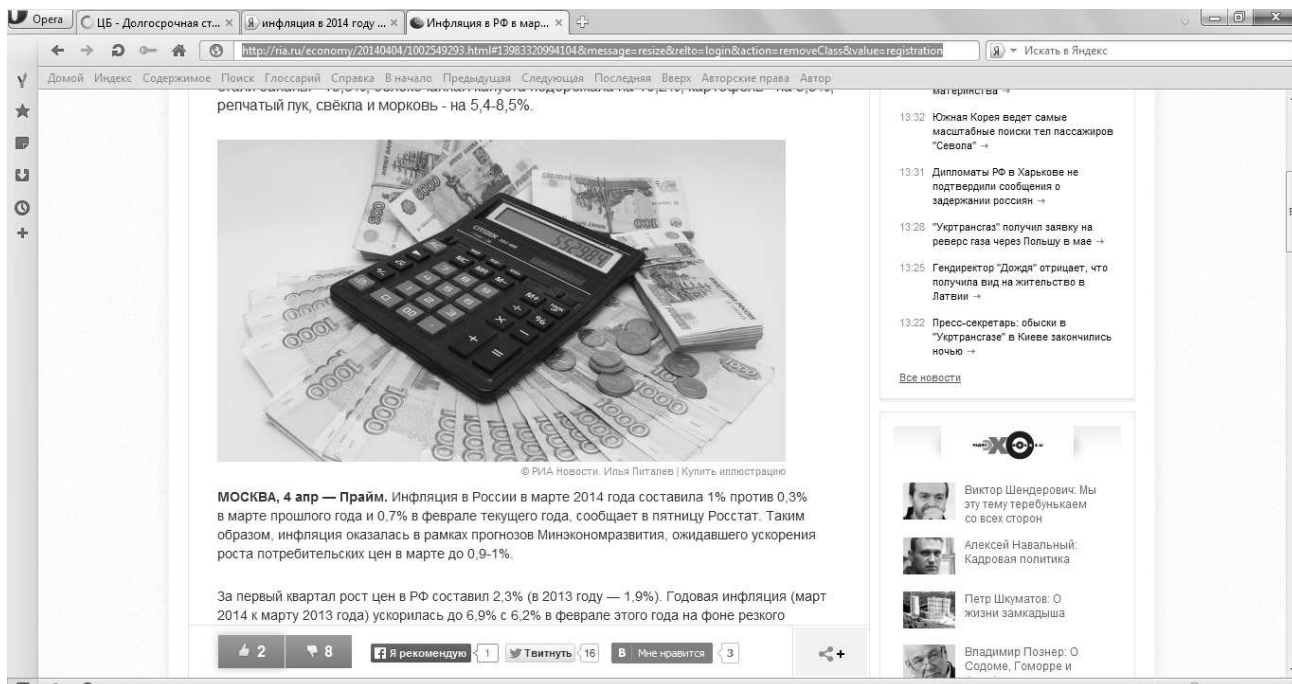 Opera
ЦБ - Долгосрочная ст...
инфляция в 2014 году ...
Инфляция в РФ в мар...
http://ria.ru/economy/20140404/1002549293.html#13983320994104&message=resize&relto=login&action=removeClass&value=registration
Искать в Яндекс
Домой Индекс Содержимое Поиск Глоссарий Справка В начало Предыдущая Следующая Последняя Вверх Авторские права Автор
репчатый лук, свёкла и морковь - на 5,4-8,5%.
CITIZEN
© РИА Новости. Илья Питалев | Купить иллюстрацию
МОСКВА, 4 апр — Прайм. Инфляция в России в марте 2014 года составила 1% против 0,3%
в марте прошлого года и 0,7% в феврале текущего года, сообщает в пятницу Росстат. Таким
образом, инфляция оказалась в рамках прогнозов Минэкономразвития, ожидавшего ускорения
роста потребительских цен в марте до 0,9-1%.
За первый квартал рост цен в РФ составил 2,3% (в 2013 году — 1,9%). Годовая инфляция (март
2014 к марту 2013 года) ускорилась до 6,9% с 6,2% в феврале этого года на фоне резкого
2
8
Я рекомендую 1
Твитнуть 16
В Мне нравится 3
материнства →
13:32 Южная Корея ведет самые
масштабные поиски тел пассажиров
"Севола" →
13:31 Дипломаты РФ в Харькове не
подтвердили сообщения о
задержании россиян →
13:28 "Укртрансгаз" получил заявку на
реверс газа через Польшу в мае →
13:25 Гендиректор "Дождя" отрицает, что
получила вид на жительство в
Латвии →
13:22 Пресс-секретарь: обыски в
"Укртрансгазе" в Киеве закончились
ночью →
Все новости
Виктор Шендерович: Мы
эту тему теребунькаем
со всех сторон
Алексей Навальный:
Кадровая политика
Петр Шкуматов: О
жизни замкадыша
Владимир Познер: О
Содоме, Гоморре и